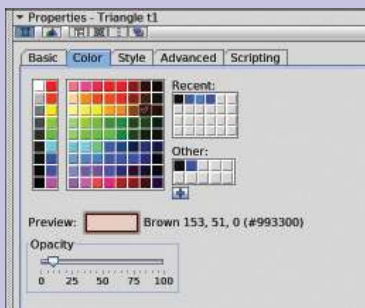 Properties - Triangle t1
Basic Color Style Advanced Scripting
Recent:
Other:
Preview: Brown 153, 51, 0 (#993300)
Opacity
0 25 50 75 100